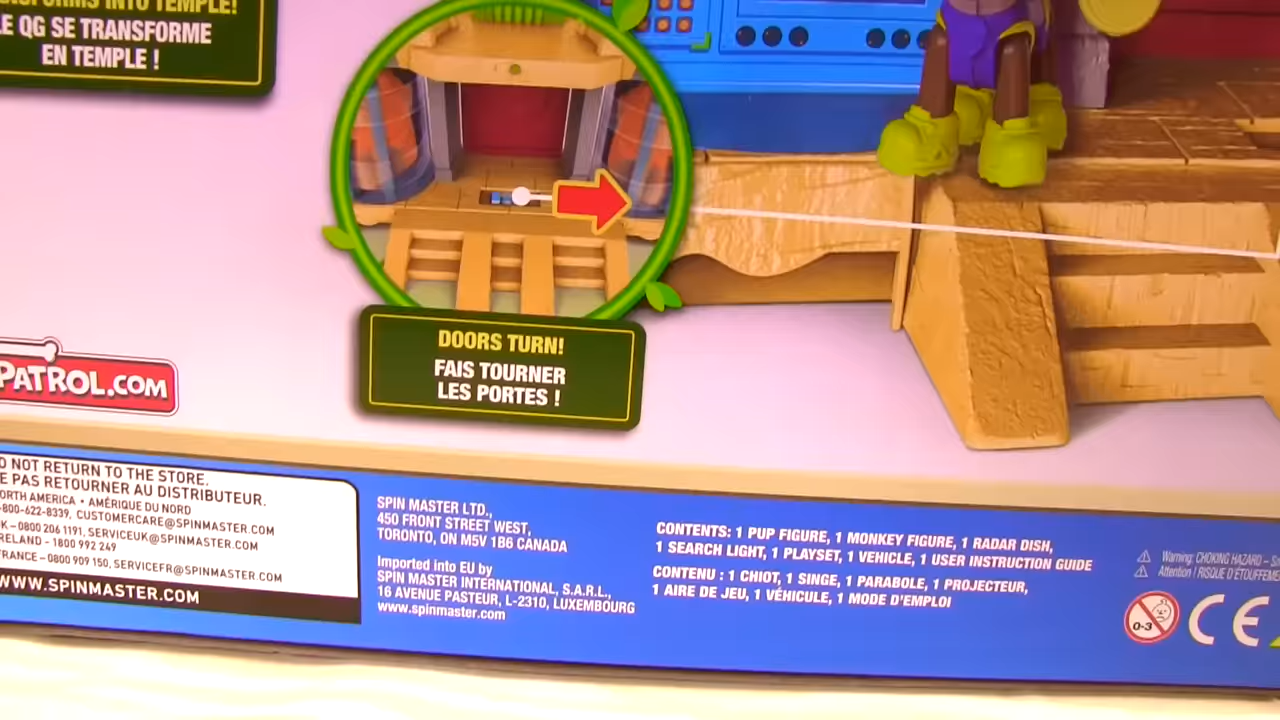 INTO TEMPLE!
LE QG SE TRANSFORME
EN TEMPLE !
DOORS TURN!
FAIS TOURNER
LES PORTES !
PATROL.COM
NOT RETURN TO THE STORE.
PAS RETOURNER AU DISTRIBUTEUR.
AMERICA • AMÉRIQUE DU NORD
800-622-8339, CUSTOMERCARE@SPINMASTER.COM
0800 206 1191, SERVICEUK@SPINMASTER.COM
1800 992 249
FRANCE – 0800 909 150, SERVICEFR@SPINMASTER.COM
WWW.SPINMASTER.COM
SPIN MASTER LTD.,
450 FRONT STREET WEST,
TORONTO, ON M5V 1B6 CANADA
Imported into EU by
SPIN MASTER INTERNATIONAL, S.A.R.L.,
16 AVENUE PASTEUR, L-2310, LUXEMBOURG
www.spinmaster.com
CONTENTS: 1 PUP FIGURE, 1 MONKEY FIGURE, 1 RADAR DISH,
1 SEARCH LIGHT, 1 PLAYSET, 1 VEHICLE, 1 USER INSTRUCTION GUIDE
CONTENU : 1 CHIOT, 1 SINGE, 1 PARABOLE, 1 PROJECTEUR,
1 AIRE DE JEU, 1 VÉHICULE, 1 MODE D'EMPLOI
Warning: CHOKING HAZARD –
Attention ! RISQUE
0-3
CE